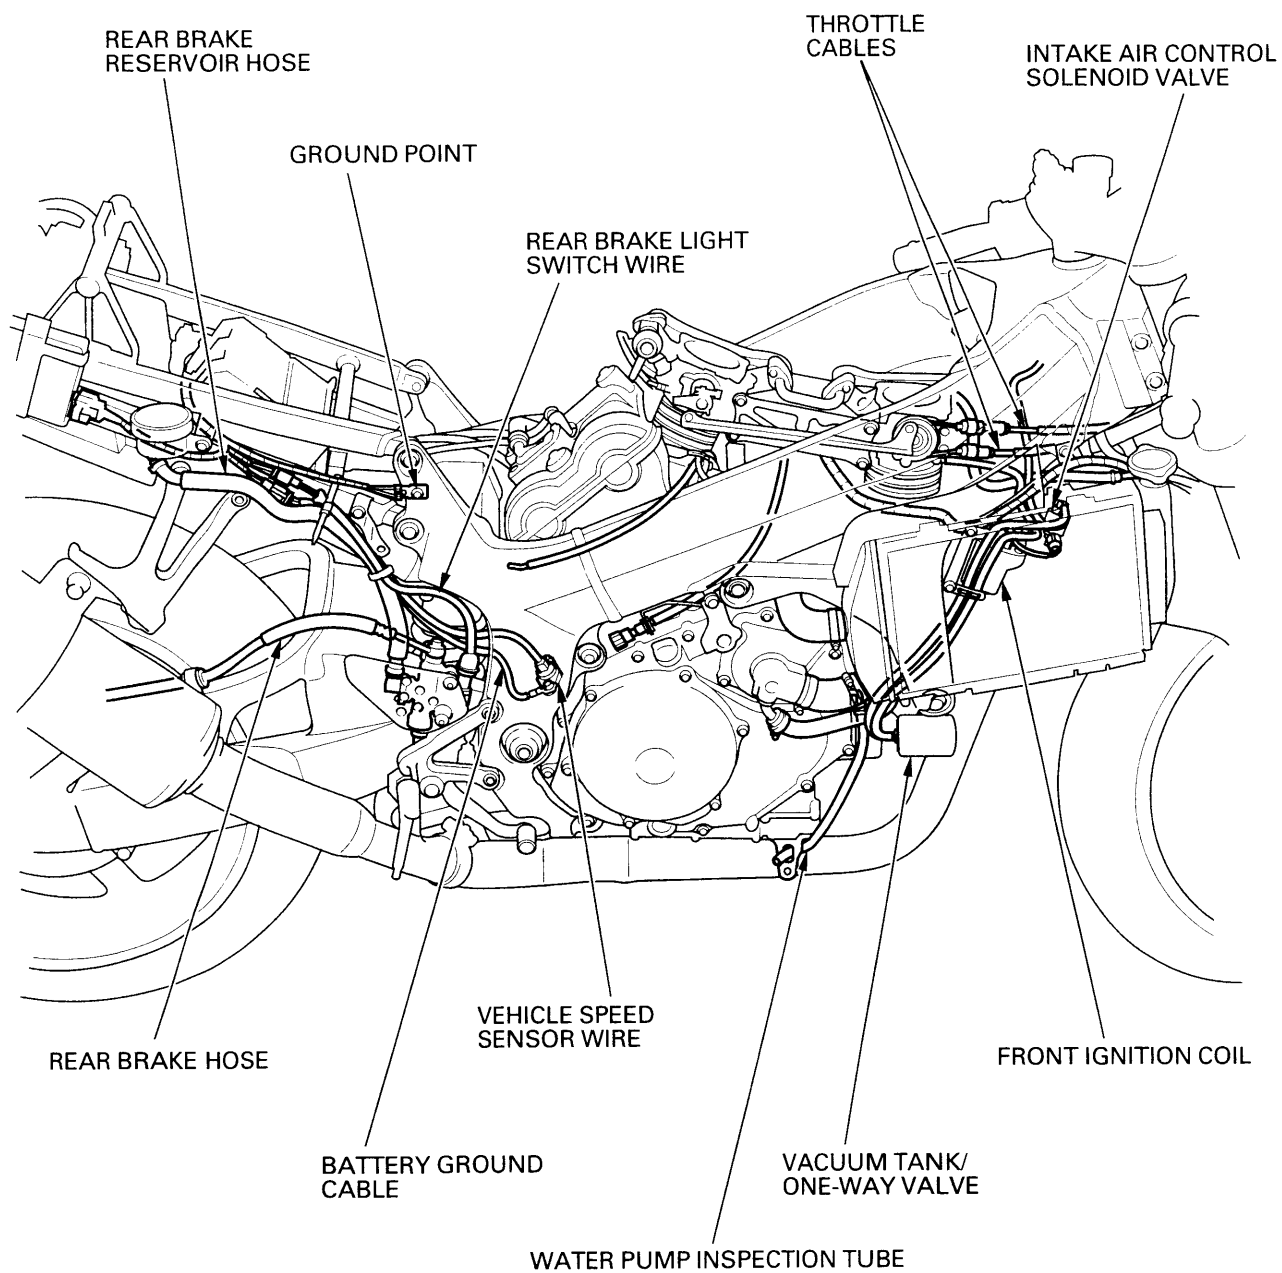 THROTTLE
CABLES
REAR BRAKE
RESERVOIR HOSE
INTAKE AIR CONTROL
SOLENOID VALVE
GROUND POINT
REAR BRAKE LIGHT
SWITCH WIRE
VEHICLE SPEED
SENSOR WIRE
REAR BRAKE HOSE
FRONT IGNITION COIL
BATTERY GROUND
CABLE
VACUUM TANK/
ONE-WAY VALVE
WATER PUMP INSPECTION TUBE